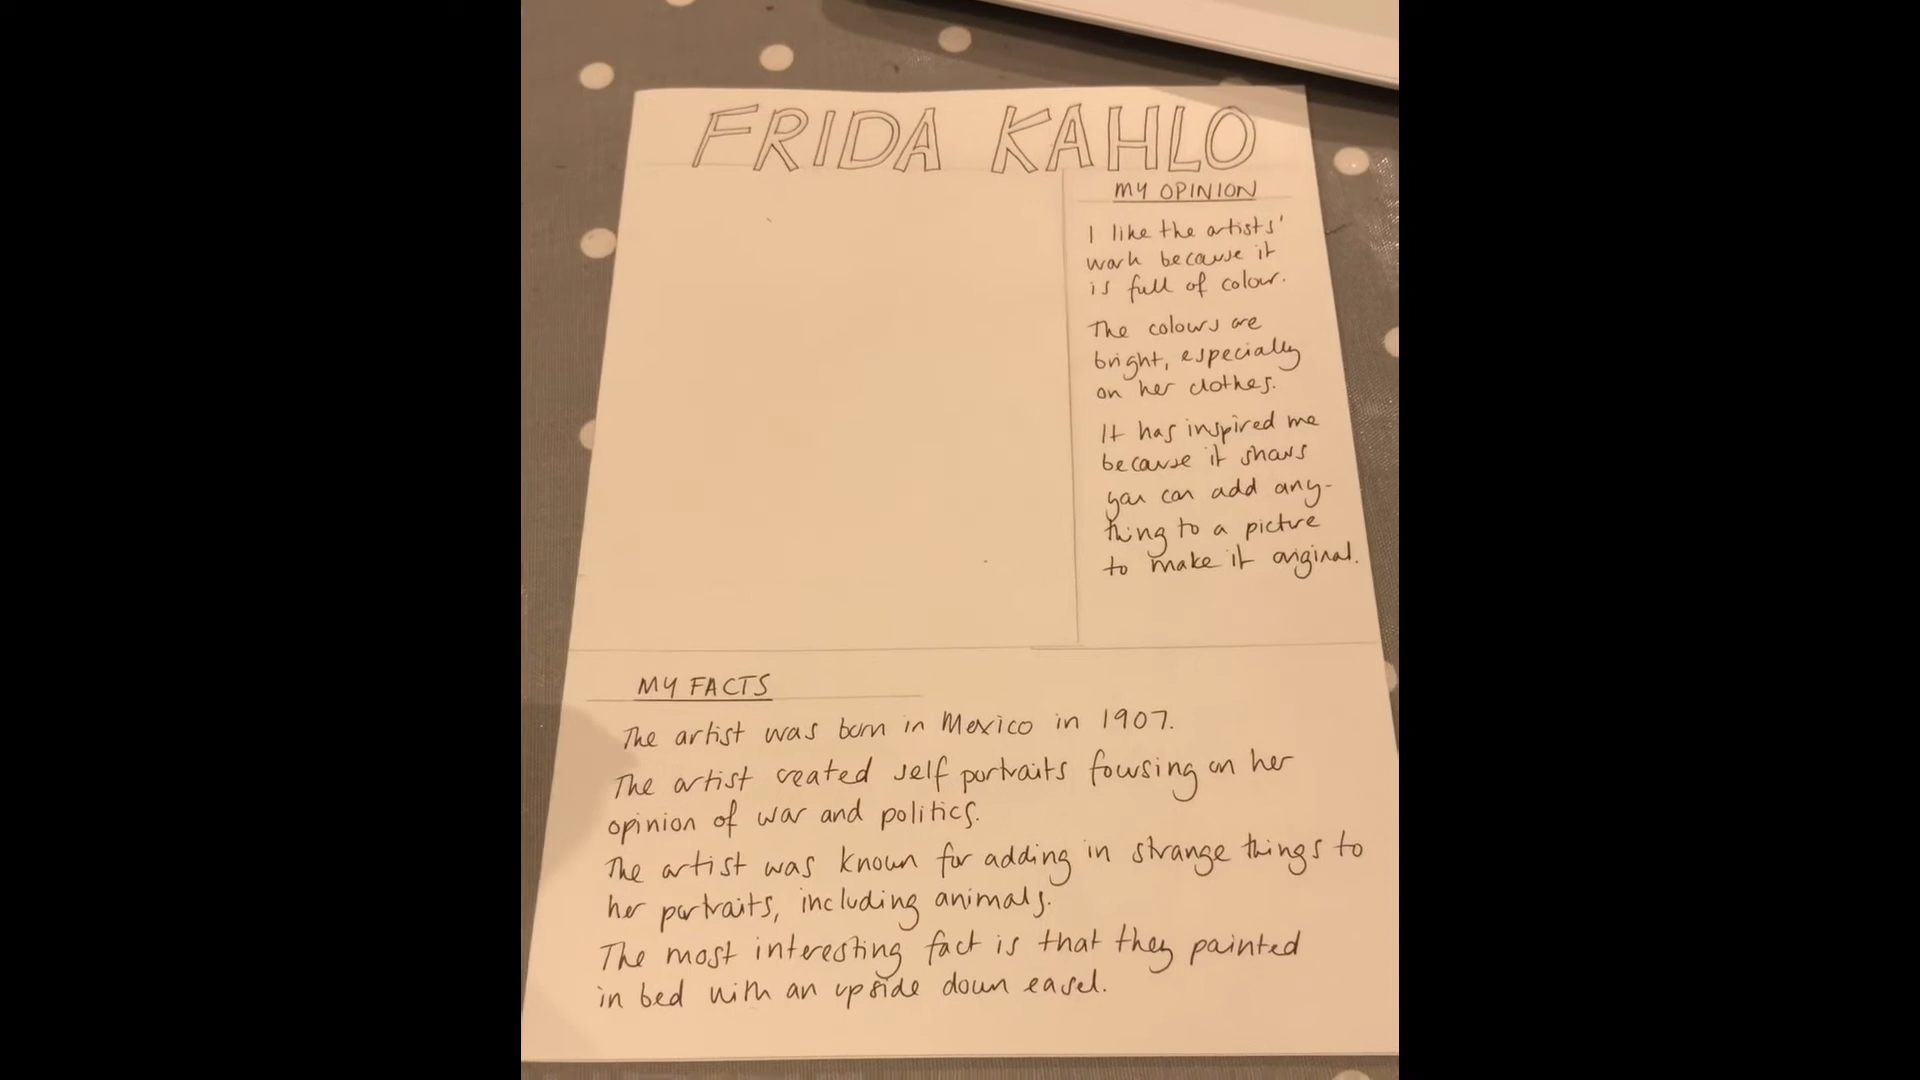 FRIDA KAHLO
MY OPINION
I like the artists'
work because it
is full of colour.
The colours are
bright, especially
on her clothes.
It has inspired me
because it shows
you can add any-
thing to a picture
to make it original.
MY FACTS
The artist was born in Mexico in 1907.
The artist created self portraits focusing on her
opinion of war and politics.
The artist was known for adding in strange things to
her portraits, including animals.
The most interesting fact is that they painted
in bed with an upside down easel.